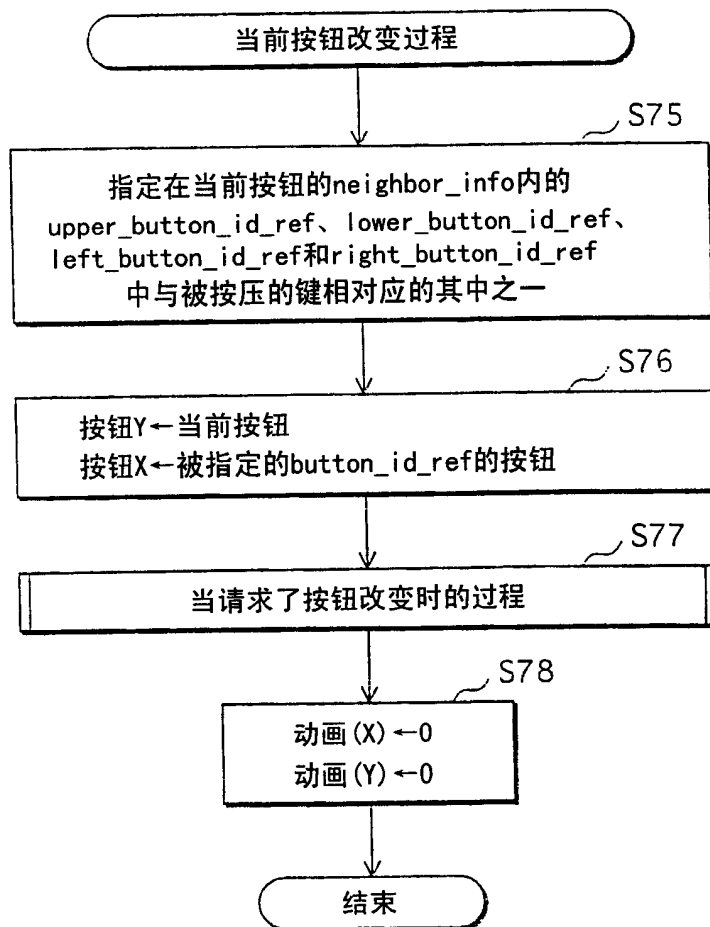 当前按钮改变过程
S75
指定在当前按钮的neighbor_info内的
upper_button_id_ref、lower_button_id_ref、
left_button_id_ref和right_button_id_ref
中与被按压的键相对应的其中之一
S76
按钮Y←当前按钮
按钮X←被指定的button_id_ref的按钮
S77
当请求了按钮改变时的过程
S78
动画(X)←0
动画(Y)←0
结束